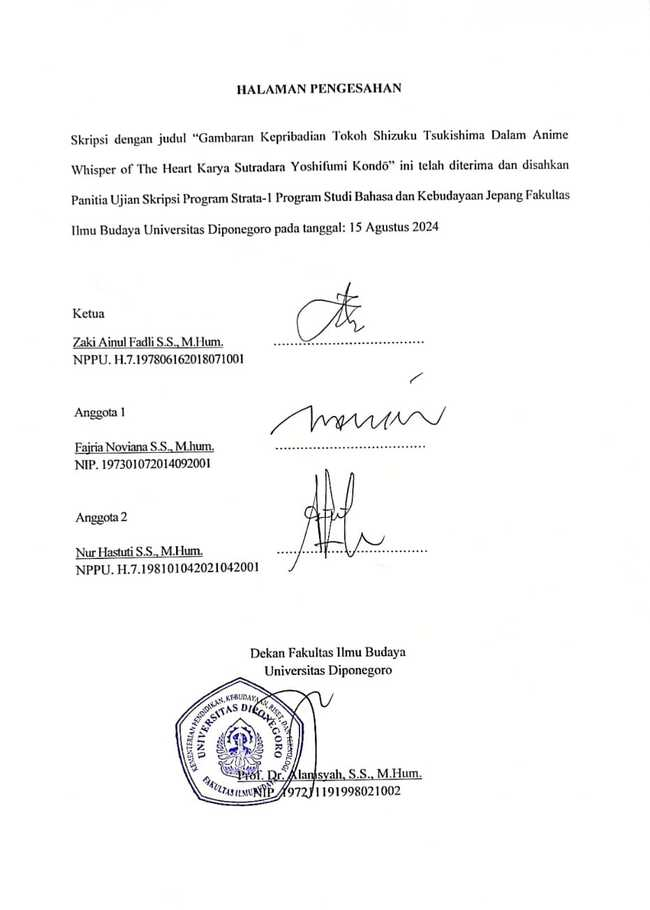 HALAMAN PENGESAHAN
Skripsi dengan judul “Gambaran Kepribadian Tokoh Shizuku Tsukishima Dalam Anime
Whisper of The Heart Karya Sutradara Yoshifumi Kondō” ini telah diterima dan disahkan
Panitia Ujian Skripsi Program Strata-1 Program Studi Bahasa dan Kebudayaan Jepang Fakultas
Ilmu Budaya Universitas Diponegoro pada tanggal: 15 Agustus 2024
Ketua
Zaki Ainul Fadli S.S., M.Hum.
NPPU. H.7.197806162018071001
Anggota 1
Fajria Noviana S.S., M.hum.
NIP. 197301072014092001
Anggota 2
Nur Hastuti S.S., M.Hum.
NPPU. H.7.198101042021042001
Dekan Fakultas Ilmu Budaya
Universitas Diponegoro
KEMENTERIAN PENDIDIKAN, KEBUDAYAAN, RISET, DAN TEKNOLOGI
UNIVERSITAS DIPONEGORO
FAKULTAS ILMU BUDAYA
Prof. Dr. Alamsyah, S.S., M.Hum.
NIP. 197211191998021002